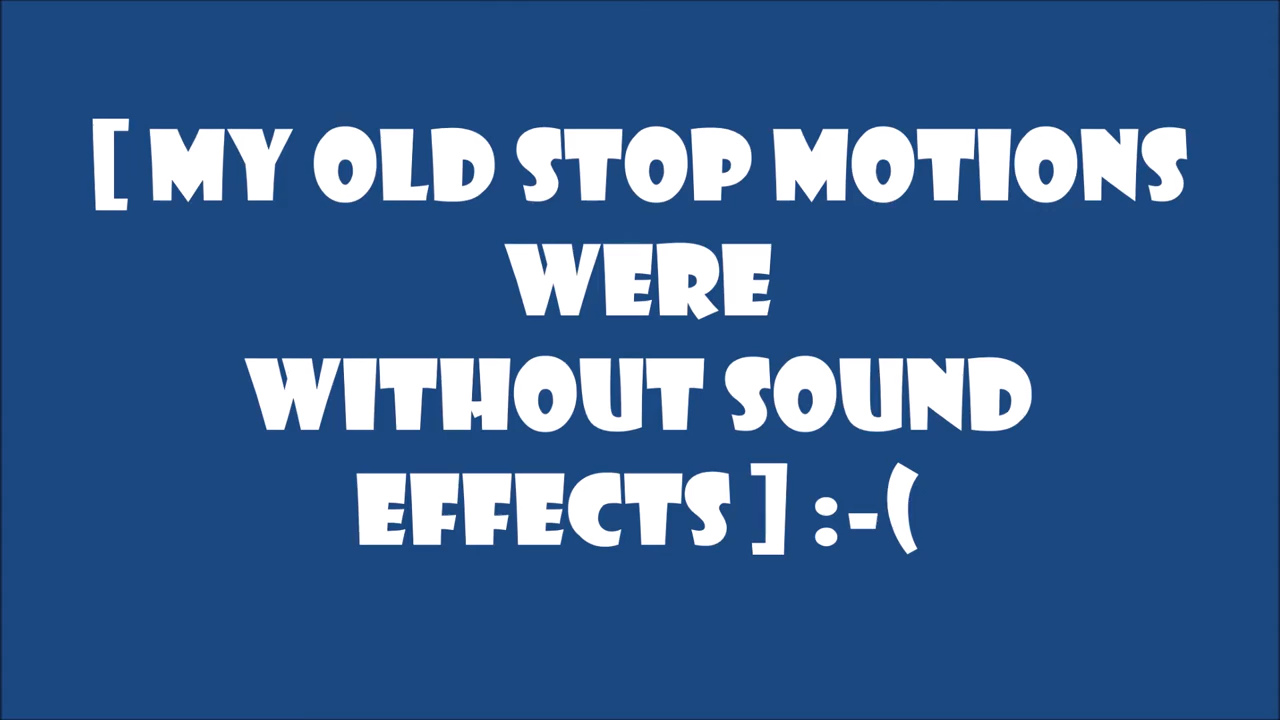 [ MY OLD STOP MOTIONS
WERE
WITHOUT SOUND
EFFECTS ] :-(